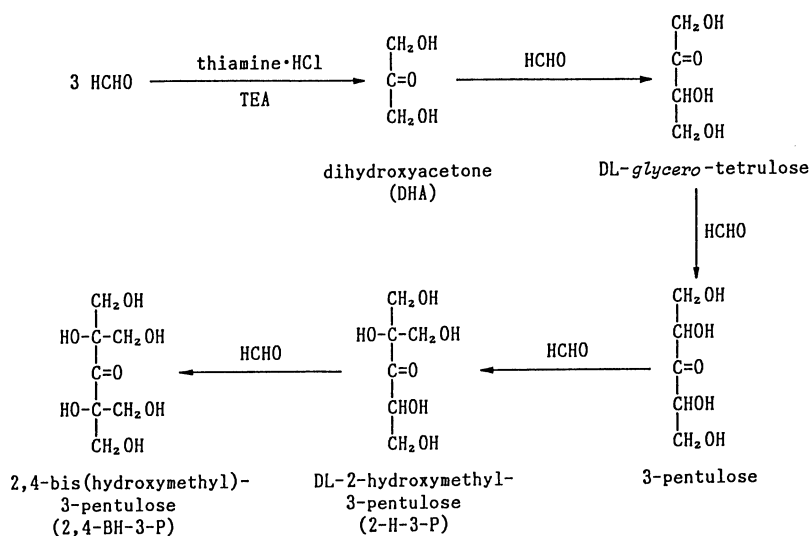 3 HCHO
thiamine·HCl
TEA
CH₂OH
C=O
CH₂OH
dihydroxyacetone
(DHA)
HCHO
CH₂OH
C=O
CHOH
CH₂OH
DL-glycero-tetrulose
HCHO
CH₂OH
CHOH
C=O
CHOH
CH₂OH
3-pentulose
HCHO
CH₂OH
HO-C-CH₂OH
C=O
CHOH
CH₂OH
DL-2-hydroxymethyl-
3-pentulose
(2-H-3-P)
HCHO
CH₂OH
HO-C-CH₂OH
C=O
HO-C-CH₂OH
CH₂OH
2,4-bis(hydroxymethyl)-
3-pentulose
(2,4-BH-3-P)